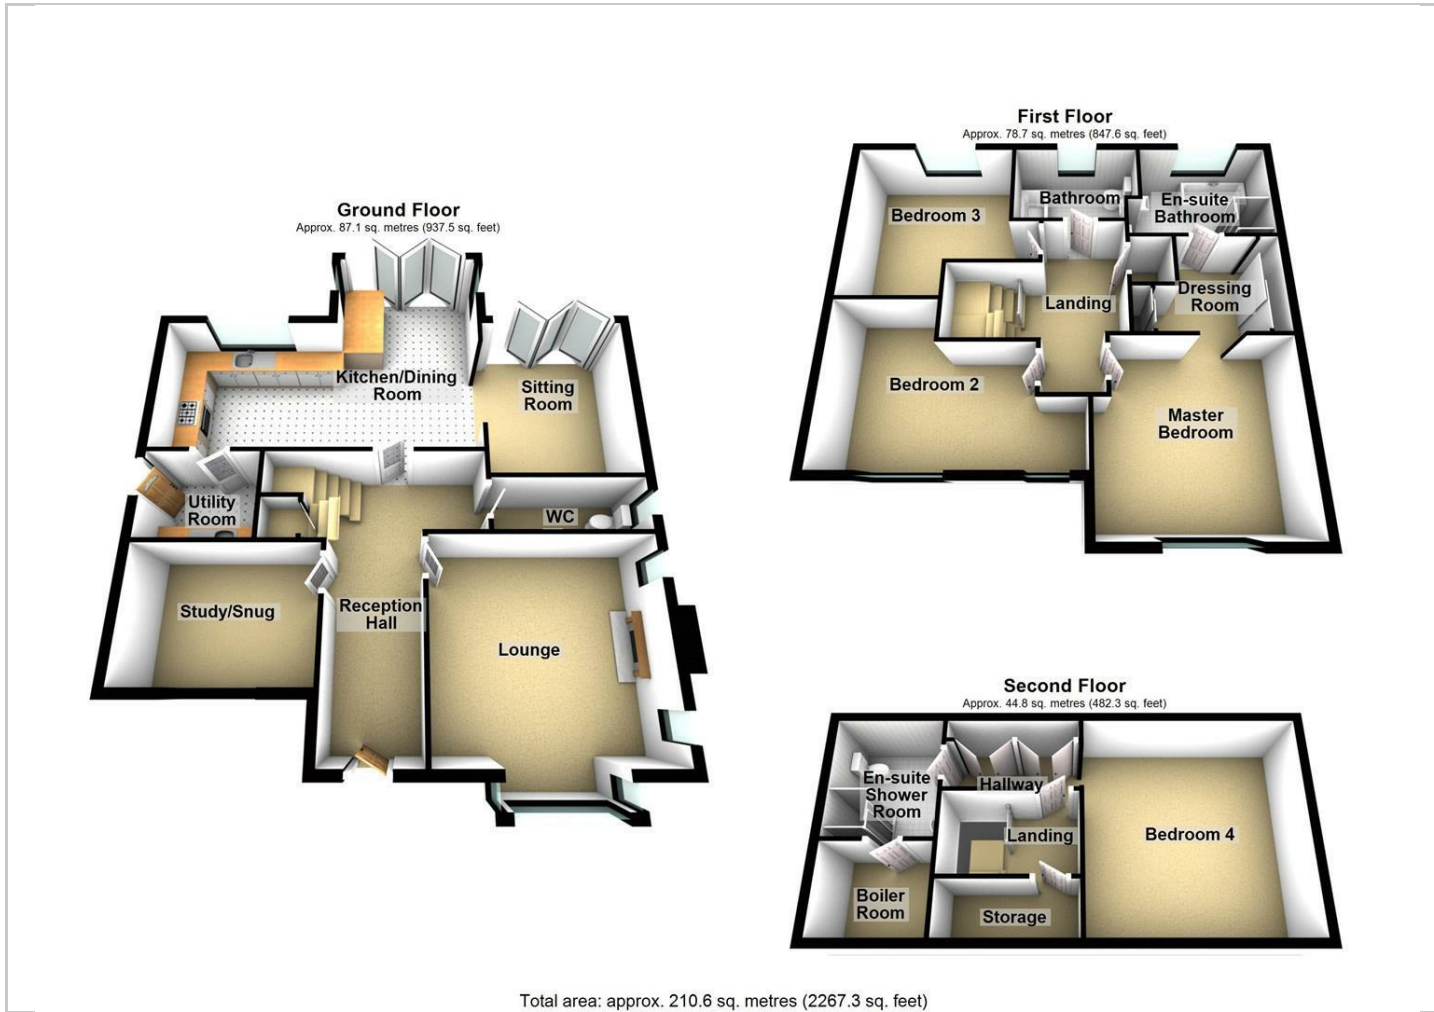 Ground Floor
Approx. 87.1 sq. metres (937.5 sq. feet)
Kitchen/Dining
Room
Sitting
Room
Utility
Room
WC
Study/Snug
Reception
Hall
Lounge
First Floor
Approx. 78.7 sq. metres (847.6 sq. feet)
Bedroom 3
Bathroom
En-suite
Bathroom
Landing
Dressing
Room
Bedroom 2
Master
Bedroom
Second Floor
Approx. 44.8 sq. metres (482.3 sq. feet)
En-suite
Shower
Room
Hallway
Landing
Bedroom 4
Boiler
Room
Storage
Total area: approx. 210.6 sq. metres (2267.3 sq. feet)